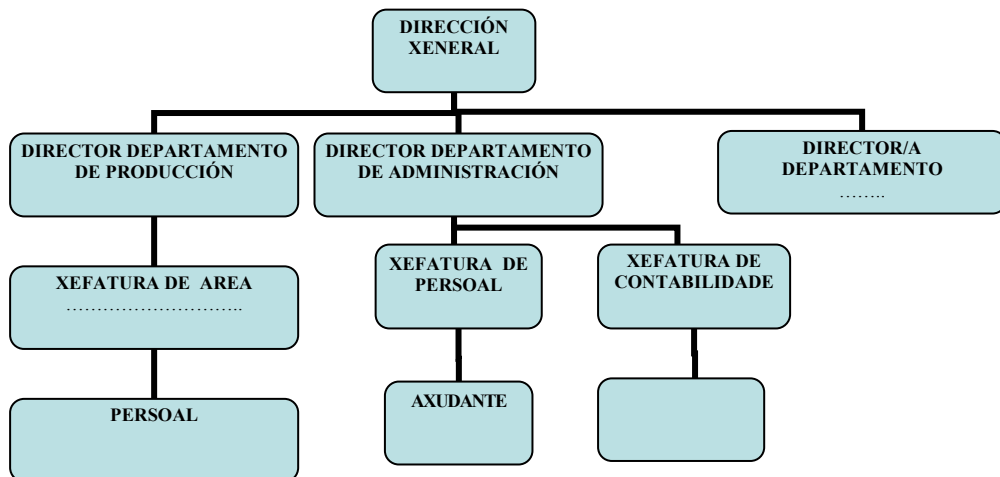 DIRECCIÓN
XENERAL
DIRECTOR DEPARTAMENTO
DE PRODUCCIÓN
DIRECTOR DEPARTAMENTO
DE ADMINISTRACIÓN
DIRECTOR/A
DEPARTAMENTO
……..
XEFATURA DE AREA
………………………..
XEFATURA DE
PERSOAL
XEFATURA DE
CONTABILIDADE
PERSOAL
AXUDANTE